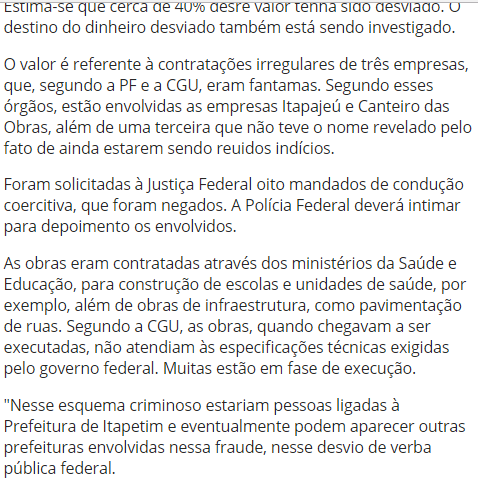 Estima-se que cerca de 40% desre valor tenha sido desviado. O
destino do dinheiro desviado também está sendo investigado.
O valor é referente à contratações irregulares de três empresas,
que, segundo a PF e a CGU, eram fantamas. Segundo esses
órgãos, estão envolvidas as empresas Itapajeú e Canteiro das
Obras, além de uma terceira que não teve o nome revelado pelo
fato de ainda estarem sendo reuidos indícios.
Foram solicitadas à Justiça Federal oito mandados de condução
coercitiva, que foram negados. A Polícia Federal deverá intimar
para depoimento os envolvidos.
As obras eram contratadas através dos ministérios da Saúde e
Educação, para construção de escolas e unidades de saúde, por
exemplo, além de obras de infraestrutura, como pavimentação
de ruas. Segundo a CGU, as obras, quando chegavam a ser
executadas, não atendiam às especificações técnicas exigidas
pelo governo federal. Muitas estão em fase de execução.
"Nesse esquema criminoso estariam pessoas ligadas à
Prefeitura de Itapetim e eventualmente podem aparecer outras
prefeituras envolvidas nessa fraude, nesse desvio de verba
pública federal.